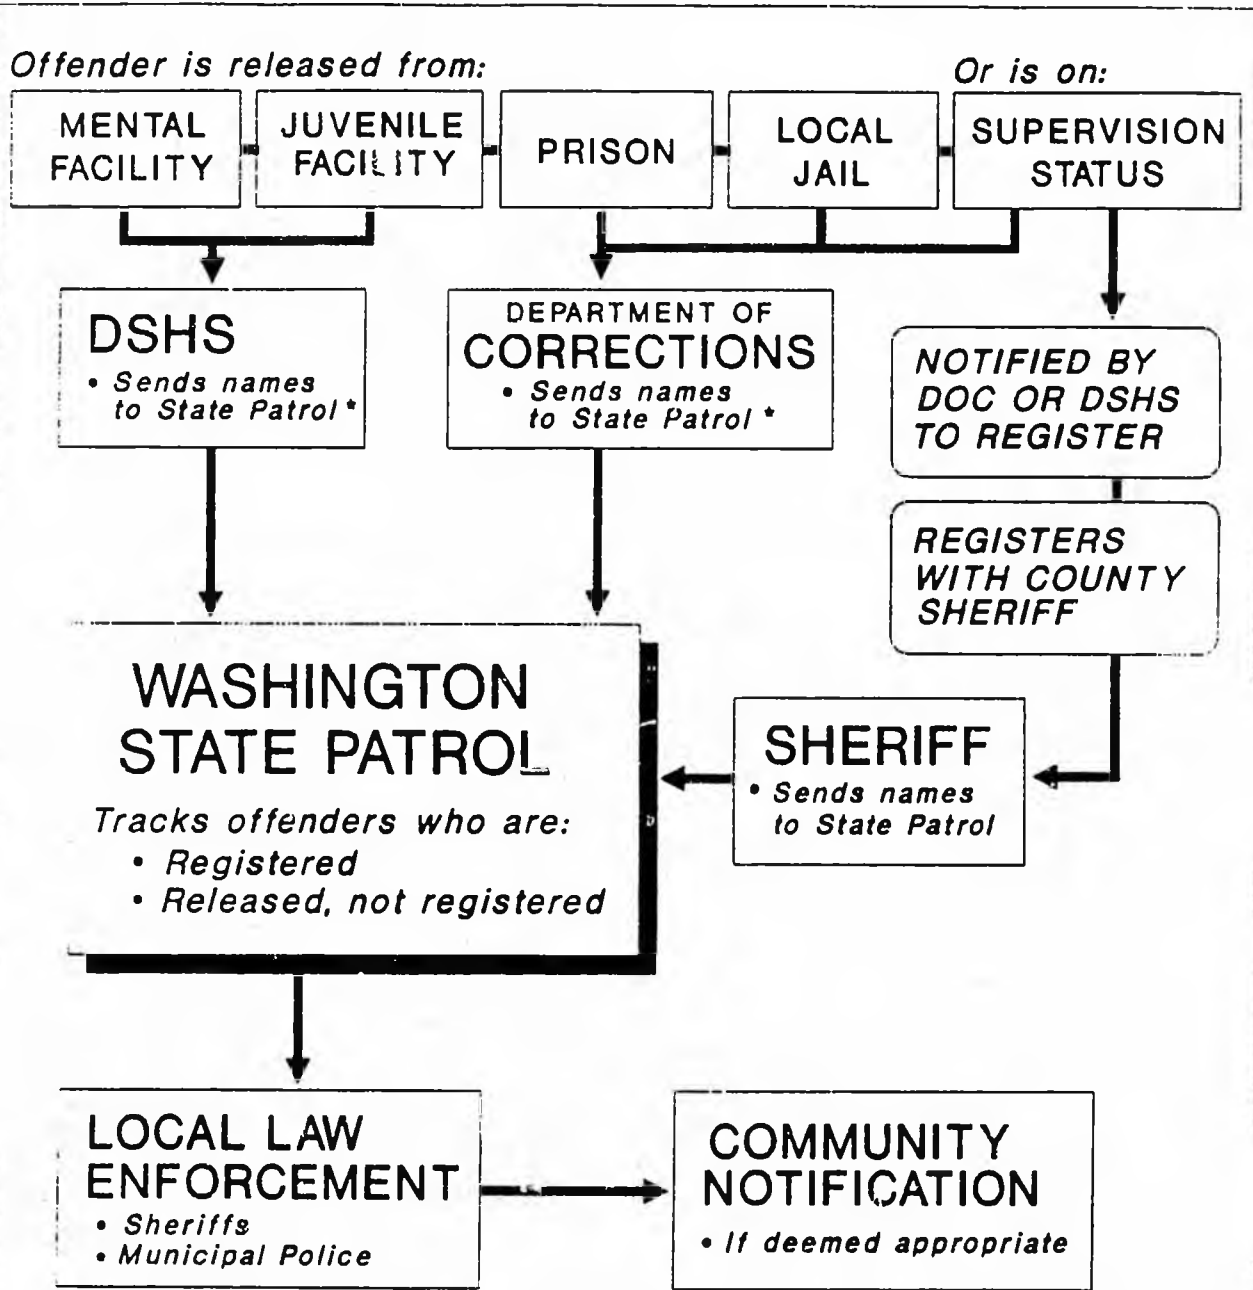 Offender is released from:
Or is on:
MENTAL
FACILITY
JUVENILE
FACILITY
PRISON
LOCAL
JAIL
SUPERVISION
STATUS
DSHS
• Sends names
to State Patrol*
DEPARTMENT OF
CORRECTIONS
• Sends names
to State Patrol*
NOTIFIED BY
DOC OR DSHS
TO REGISTER
REGISTERS
WITH COUNTY
SHERIFF
WASHINGTON
STATE PATROL
Tracks offenders who are:
• Registered
• Released, not registered
SHERIFF
• Sends names
to State Patrol
LOCAL LAW
ENFORCEMENT
• Sheriffs
• Municipal Police
COMMUNITY
NOTIFICATION
• If deemed appropriate